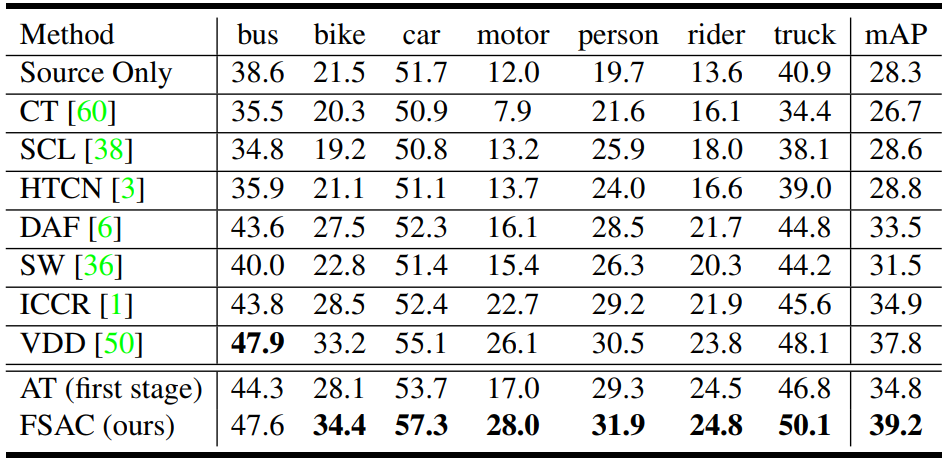 Method bus bike car motor person rider truck mAP
Source Only 38.6 21.5 51.7 12.0 19.7 13.6 40.9 28.3
CT [60] 35.5 20.3 50.9 7.9 21.6 16.1 34.4 26.7
SCL [38] 34.8 19.2 50.8 13.2 25.9 18.0 38.1 28.6
HTCN [3] 35.9 21.1 51.1 13.7 24.0 16.6 39.0 28.8
DAF [6] 43.6 27.5 52.3 16.1 28.5 21.7 44.8 33.5
SW [36] 40.0 22.8 51.4 15.4 26.3 20.3 44.2 31.5
ICCR [1] 43.8 28.5 52.4 22.7 29.2 21.9 45.6 34.9
VDD [50] 47.9 33.2 55.1 26.1 30.5 23.8 48.1 37.8
AT (first stage) 44.3 28.1 53.7 17.0 29.3 24.5 46.8 34.8
FSAC (ours) 47.6 34.4 57.3 28.0 31.9 24.8 50.1 39.2